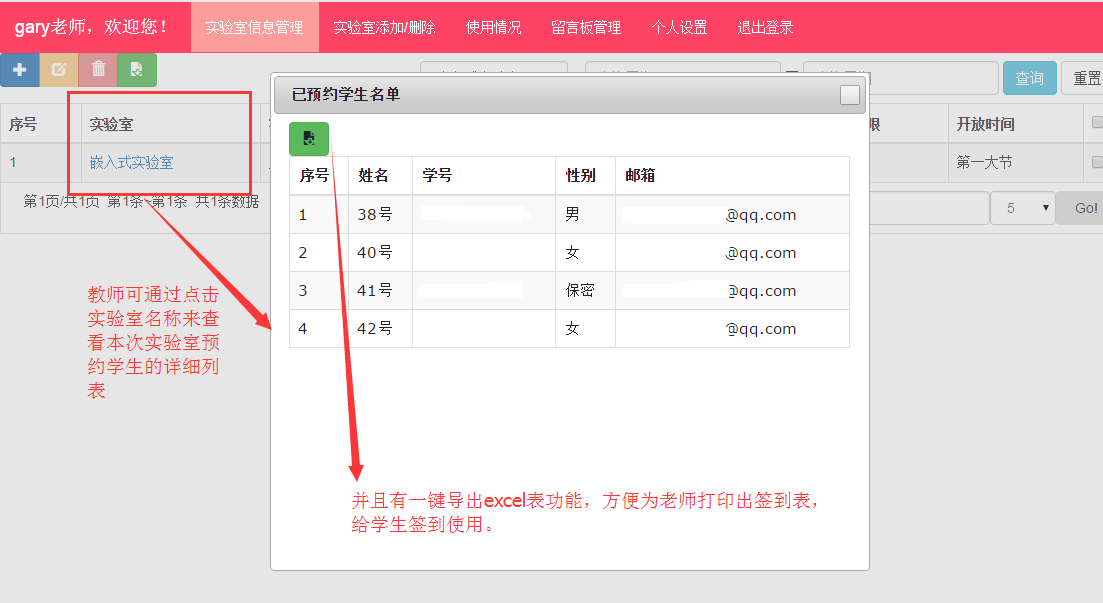 gary老师，欢迎您！ 实验室信息管理 实验室添加/删除 使用情况 留言板管理 个人设置 退出登录
查询 重置
已预约学生名单
序号 实验室 限 开放时间
1 嵌入式实验室 第一大节
第1页/共1页 第1条~第1条 共1条数据 5 Go!
序号 姓名 学号 性别 邮箱
1 38号 男 @qq.com
2 40号 女 @qq.com
3 41号 保密 @qq.com
4 42号 女 @qq.com
教师可通过点击
实验室名称来查
看本次实验室预
约学生的详细列
表
并且有一键导出excel表功能，方便为老师打印出签到表，
给学生签到使用。